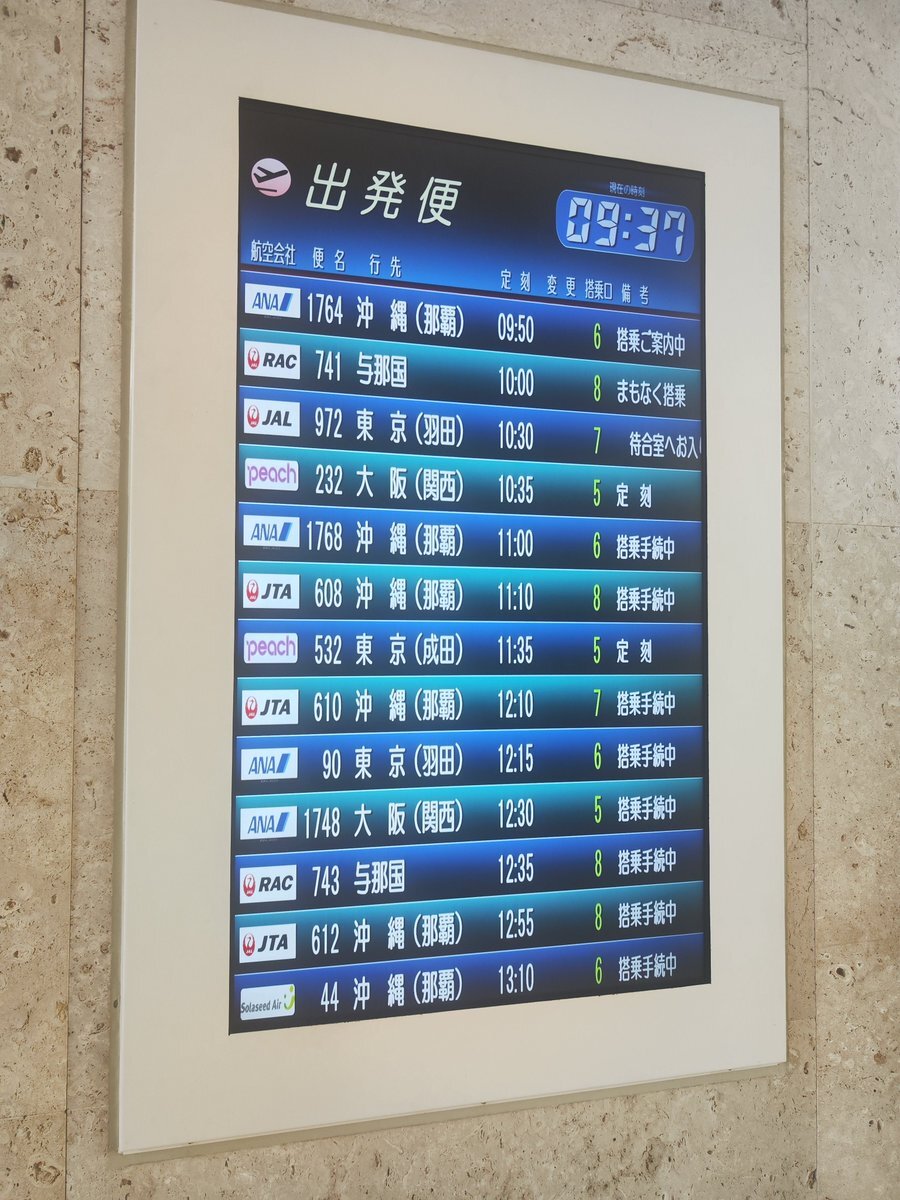 出発便
現在の時刻
09:37
航空会社 便名 行先 定刻 変更 搭乗口 備考
ANA 1764 沖縄(那覇) 09:50 6 搭乗ご案内中
RAC 741 与那国 10:00 8 まもなく搭乗
JAL 972 東京(羽田) 10:30 7 待合室へお入り
peach 232 大阪(関西) 10:35 5 定刻
ANA 1768 沖縄(那覇) 11:00 6 搭乗手続中
JTA 608 沖縄(那覇) 11:10 8 搭乗手続中
peach 532 東京(成田) 11:35 5 定刻
JTA 610 沖縄(那覇) 12:10 7 搭乗手続中
ANA 90 東京(羽田) 12:15 6 搭乗手続中
ANA 1748 大阪(関西) 12:30 5 搭乗手続中
RAC 743 与那国 12:35 8 搭乗手続中
JTA 612 沖縄(那覇) 12:55 8 搭乗手続中
Solaseed Air 44 沖縄(那覇) 13:10 6 搭乗手続中